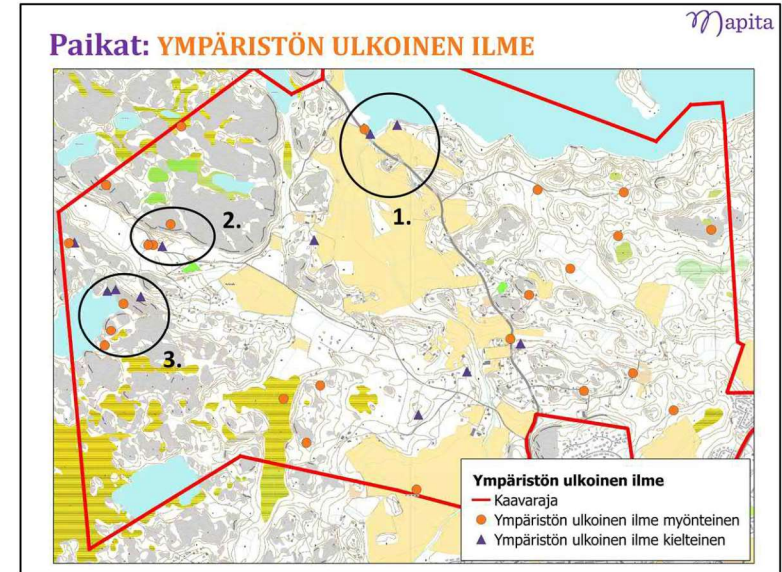 Mapita
Paikat: YMPÄRISTÖN ULKOINEN ILME
1.
2.
3.
Ympäristön ulkoinen ilme
Kaavaraja
Ympäristön ulkoinen ilme myönteinen
Ympäristön ulkoinen ilme kielteinen